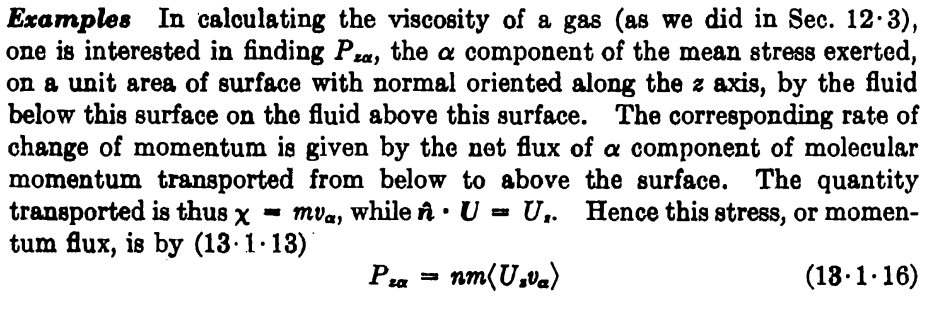 Examples In calculating the viscosity of a gas (as we did in Sec. 12·3),
one is interested in finding P_zα, the α component of the mean stress exerted,
on a unit area of surface with normal oriented along the z axis, by the fluid
below this surface on the fluid above this surface. The corresponding rate of
change of momentum is given by the net flux of α component of molecular
momentum transported from below to above the surface. The quantity
transported is thus χ = mv_α, while n̂ · U = U_z. Hence this stress, or momen-
tum flux, is by (13·1·13)
P_zα = nm⟨U_z v_α⟩ (13·1·16)